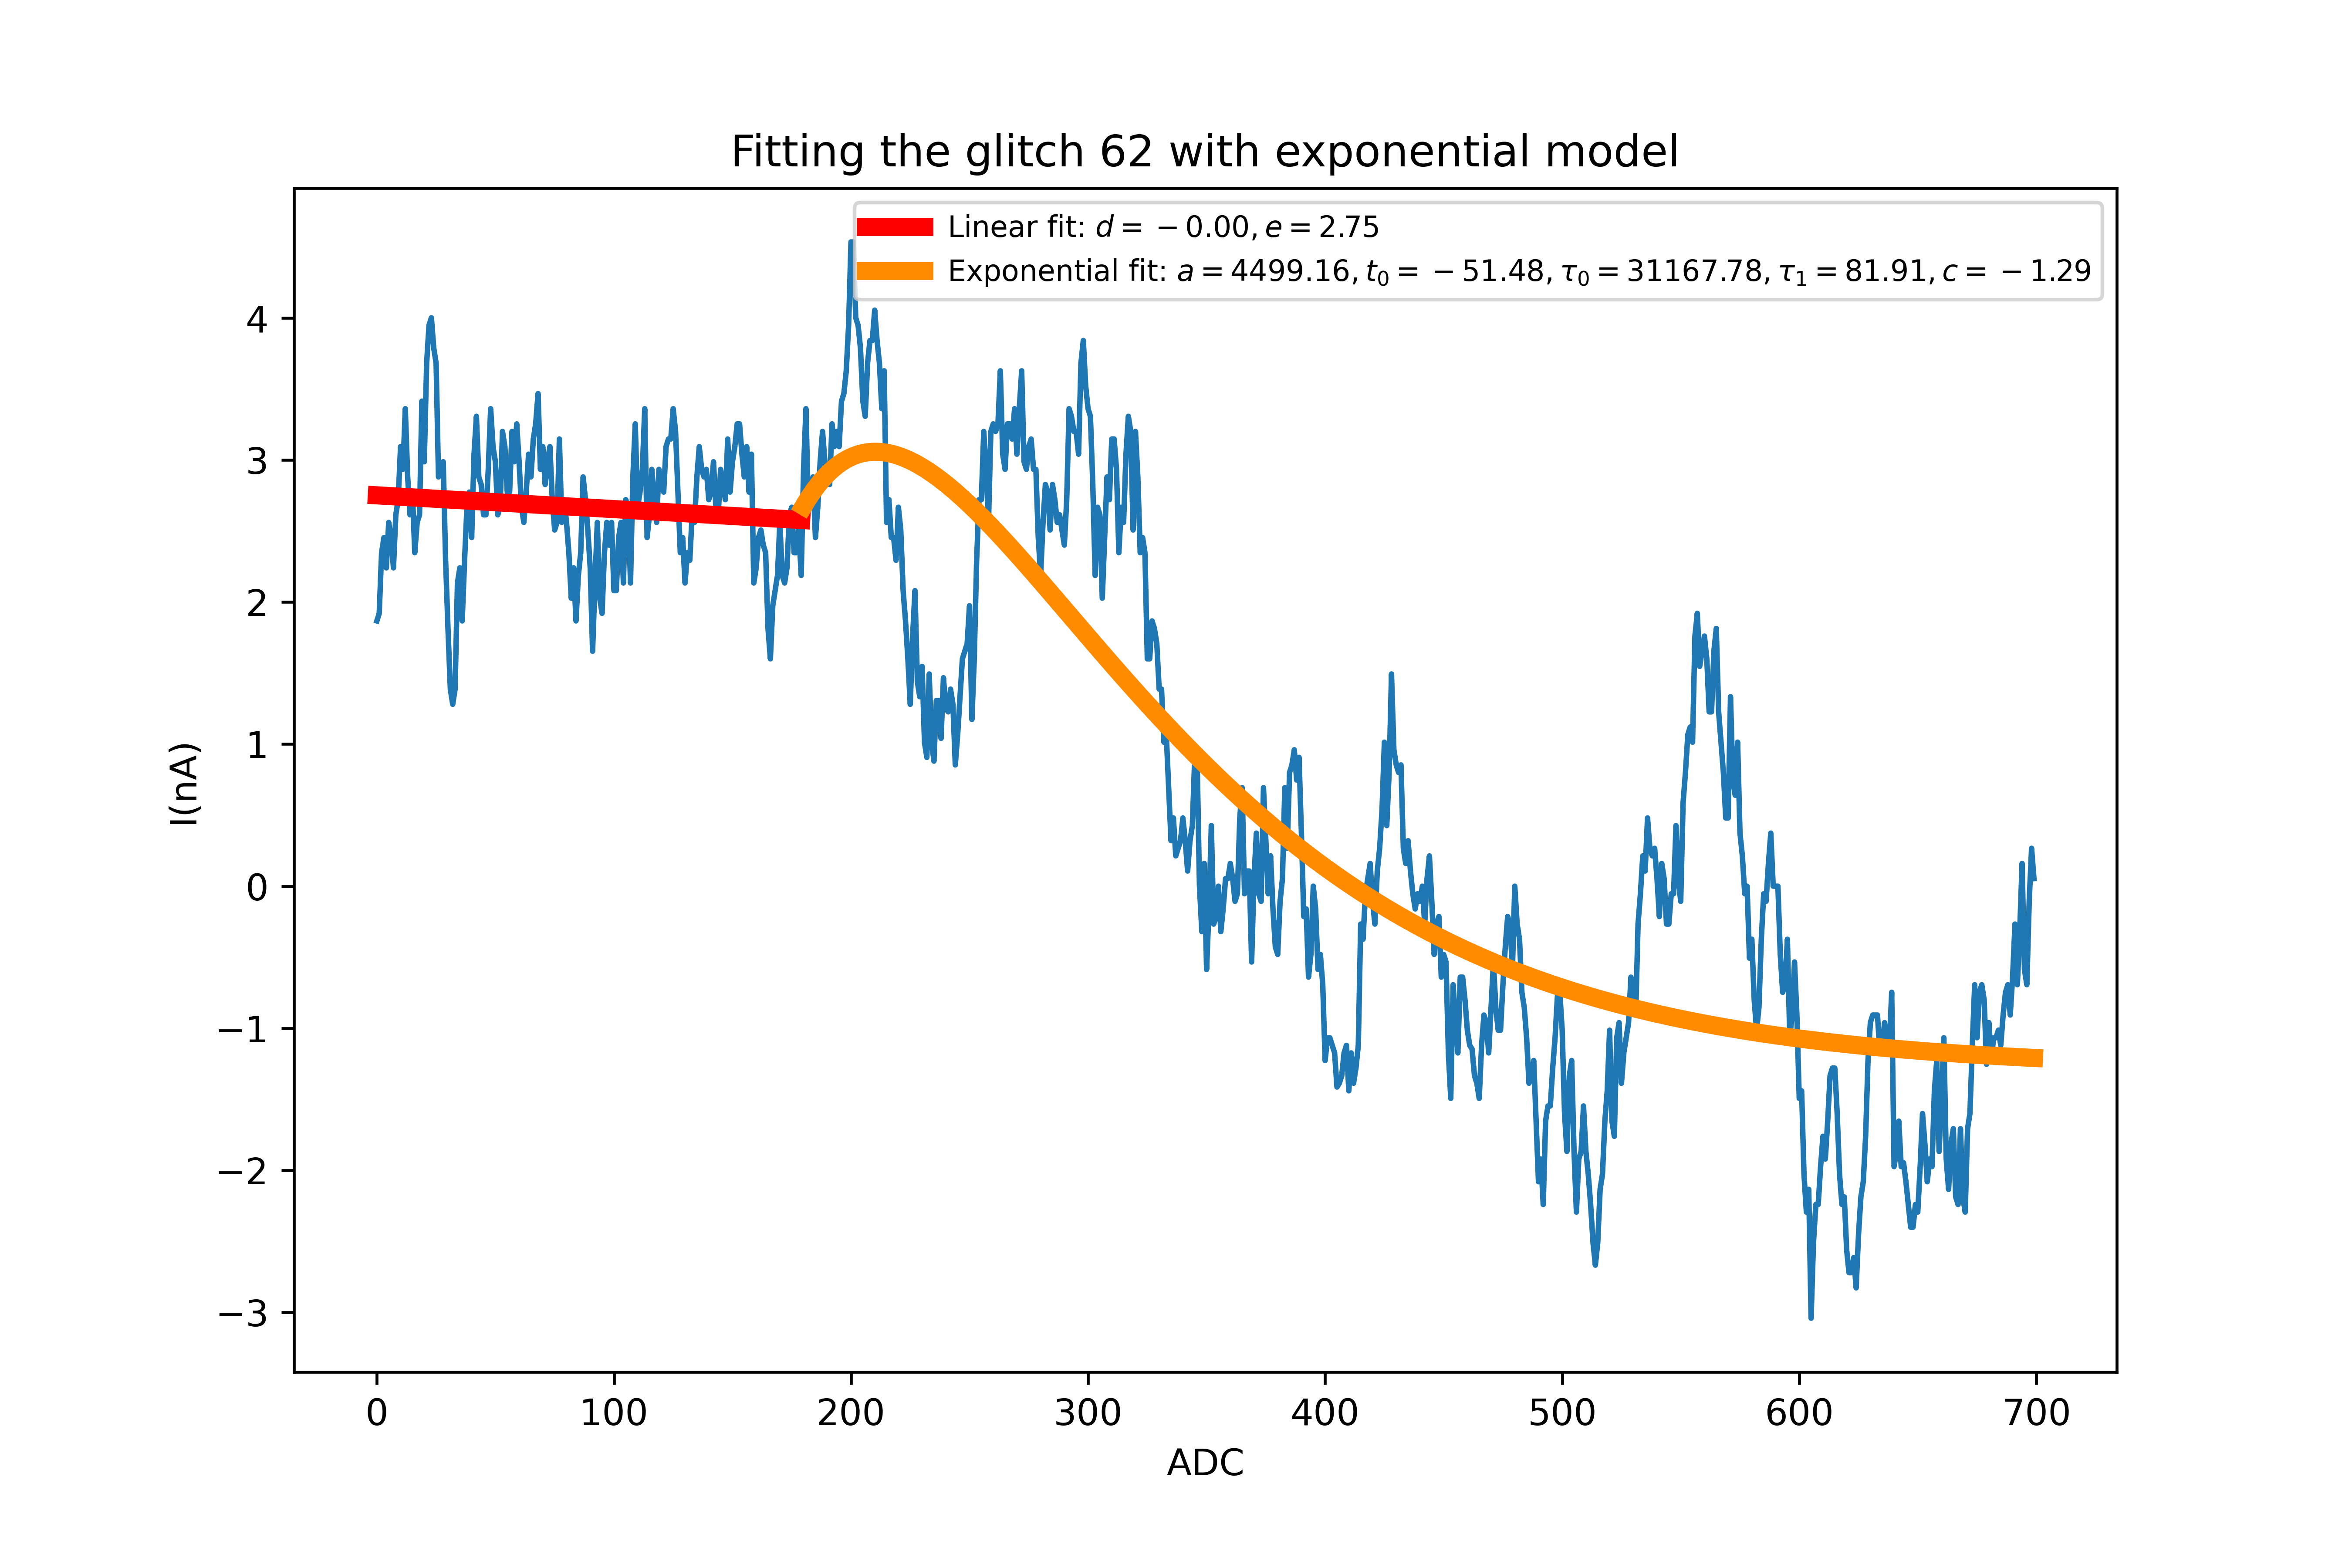 Fitting the glitch 62 with exponential model
Linear fit: d = −0.00, e = 2.75
Exponential fit: a = 4499.16, t₀ = −51.48, τ₀ = 31167.78, τ₁ = 81.91, c = −1.29
4
3
2
1
0
−1
−2
−3
I(nA)
0 100 200 300 400 500 600 700
ADC